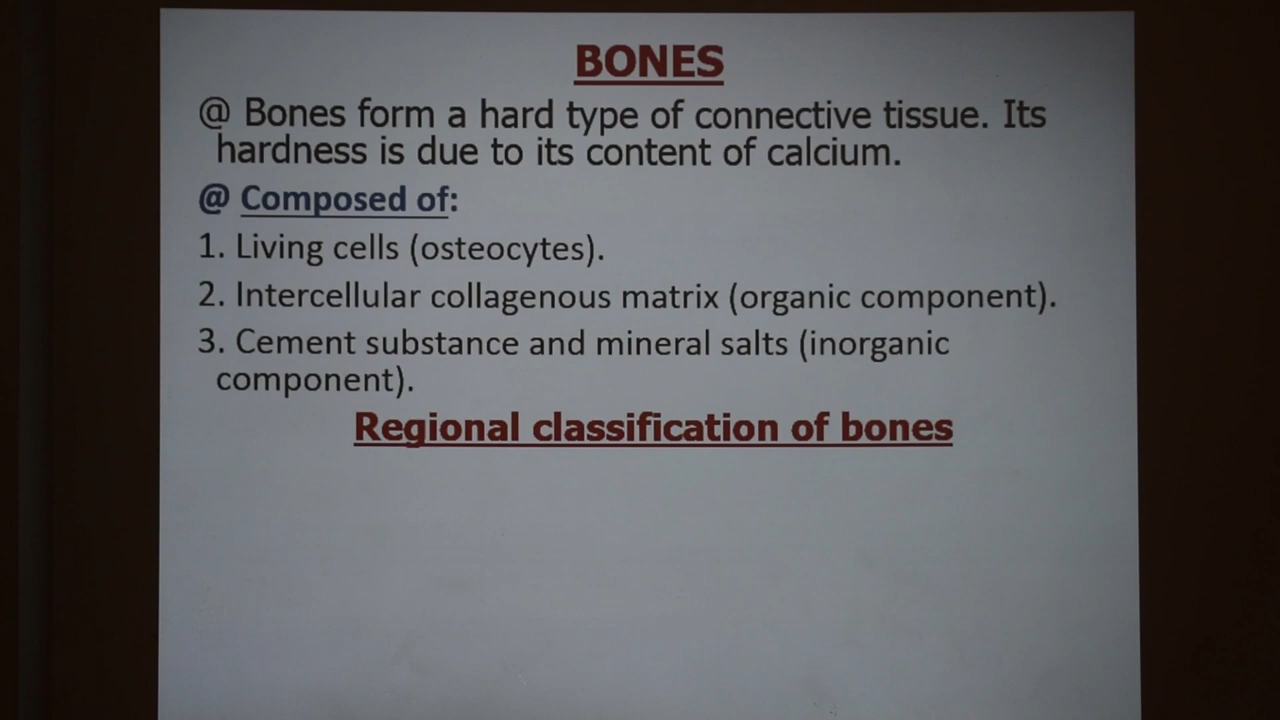 BONES
@ Bones form a hard type of connective tissue. Its
hardness is due to its content of calcium.
@ Composed of:
1. Living cells (osteocytes).
2. Intercellular collagenous matrix (organic component).
3. Cement substance and mineral salts (inorganic
component).
Regional classification of bones